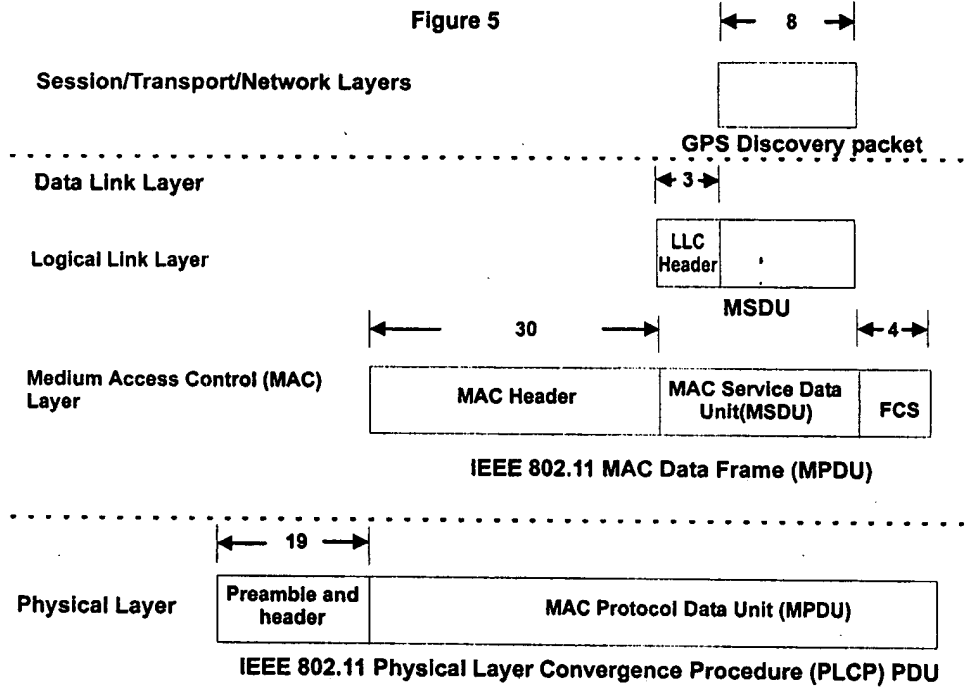 Figure 5
8
Session/Transport/Network Layers
GPS Discovery packet
Data Link Layer
3
Logical Link Layer
LLC
Header
MSDU
30
4
Medium Access Control (MAC)
Layer
MAC Header
MAC Service Data
Unit(MSDU)
FCS
IEEE 802.11 MAC Data Frame (MPDU)
19
Physical Layer
Preamble and
header
MAC Protocol Data Unit (MPDU)
IEEE 802.11 Physical Layer Convergence Procedure (PLCP) PDU